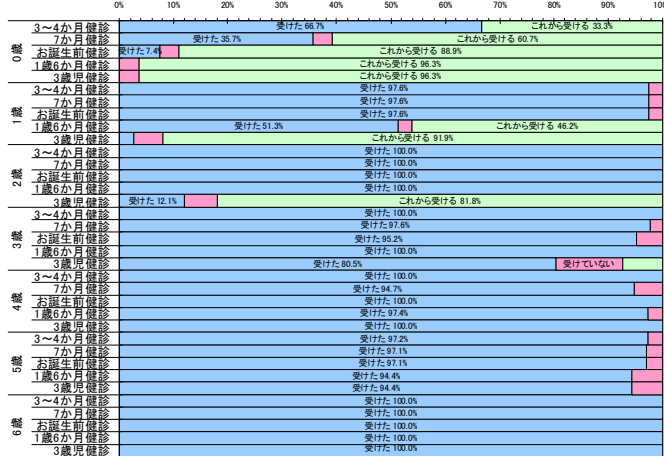 0% 10% 20% 30% 40% 50% 60% 70% 80% 90% 100%
0歳
3～4か月健診 受けた 66.7% これから受ける 33.3%
7か月健診 受けた 35.7% これから受ける 60.7%
お誕生前健診 受けた 7.4% これから受ける 88.9%
1歳6か月健診 これから受ける 96.3%
3歳児健診 これから受ける 96.3%
1歳
3～4か月健診 受けた 97.6%
7か月健診 受けた 97.6%
お誕生前健診 受けた 97.6%
1歳6か月健診 受けた 51.3% これから受ける 46.2%
3歳児健診 これから受ける 91.9%
2歳
3～4か月健診 受けた 100.0%
7か月健診 受けた 100.0%
お誕生前健診 受けた 100.0%
1歳6か月健診 受けた 100.0%
3歳児健診 受けた 12.1% これから受ける 81.8%
3歳
3～4か月健診 受けた 100.0%
7か月健診 受けた 97.6%
お誕生前健診 受けた 95.2%
1歳6か月健診 受けた 100.0%
3歳児健診 受けた 80.5% 受けていない
4歳
3～4か月健診 受けた 100.0%
7か月健診 受けた 94.7%
お誕生前健診 受けた 100.0%
1歳6か月健診 受けた 97.4%
3歳児健診 受けた 100.0%
5歳
3～4か月健診 受けた 97.2%
7か月健診 受けた 97.1%
お誕生前健診 受けた 97.1%
1歳6か月健診 受けた 94.4%
3歳児健診 受けた 94.4%
6歳
3～4か月健診 受けた 100.0%
7か月健診 受けた 100.0%
お誕生前健診 受けた 100.0%
1歳6か月健診 受けた 100.0%
3歳児健診 受けた 100.0%